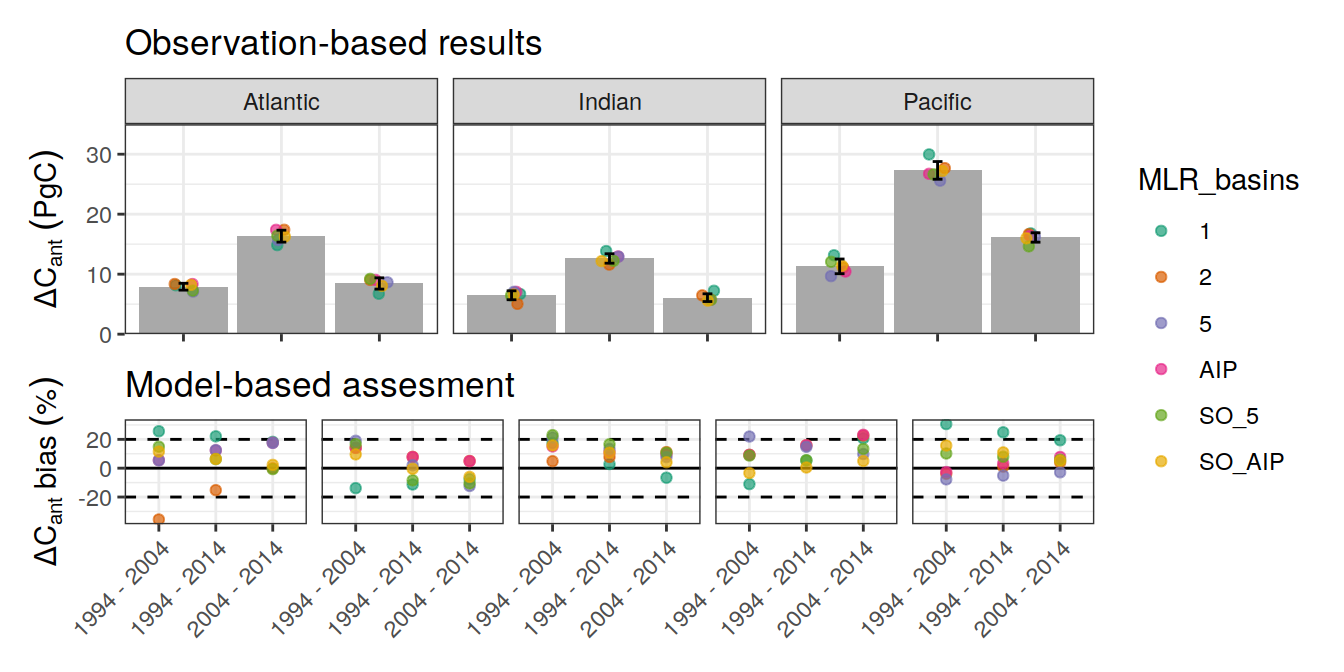 Observation-based results
Atlantic Indian Pacific
ΔCant (PgC)
30
20
10
0
MLR_basins
1
2
5
AIP
SO_5
SO_AIP
Model-based assesment
ΔCant bias (%)
20
0
-20
1994 - 2004 1994 - 2014 2004 - 2014 1994 - 2004 1994 - 2014 2004 - 2014 1994 - 2004 1994 - 2014 2004 - 2014 1994 - 2004 1994 - 2014 2004 - 2014 1994 - 2004 1994 - 2014 2004 - 2014